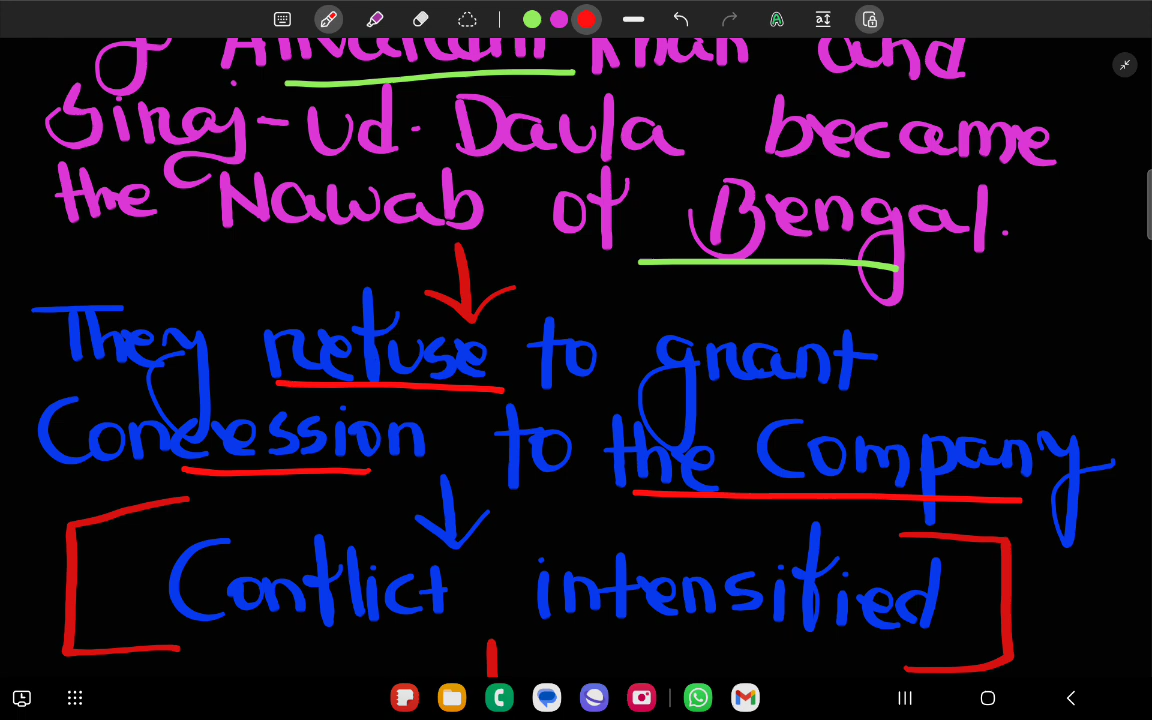 Alivardhi Khan and
Siraj-Ud-Daula became
the Nawab of Bengal.
They refuse to grant
Concession to the Company
Conflict intensified